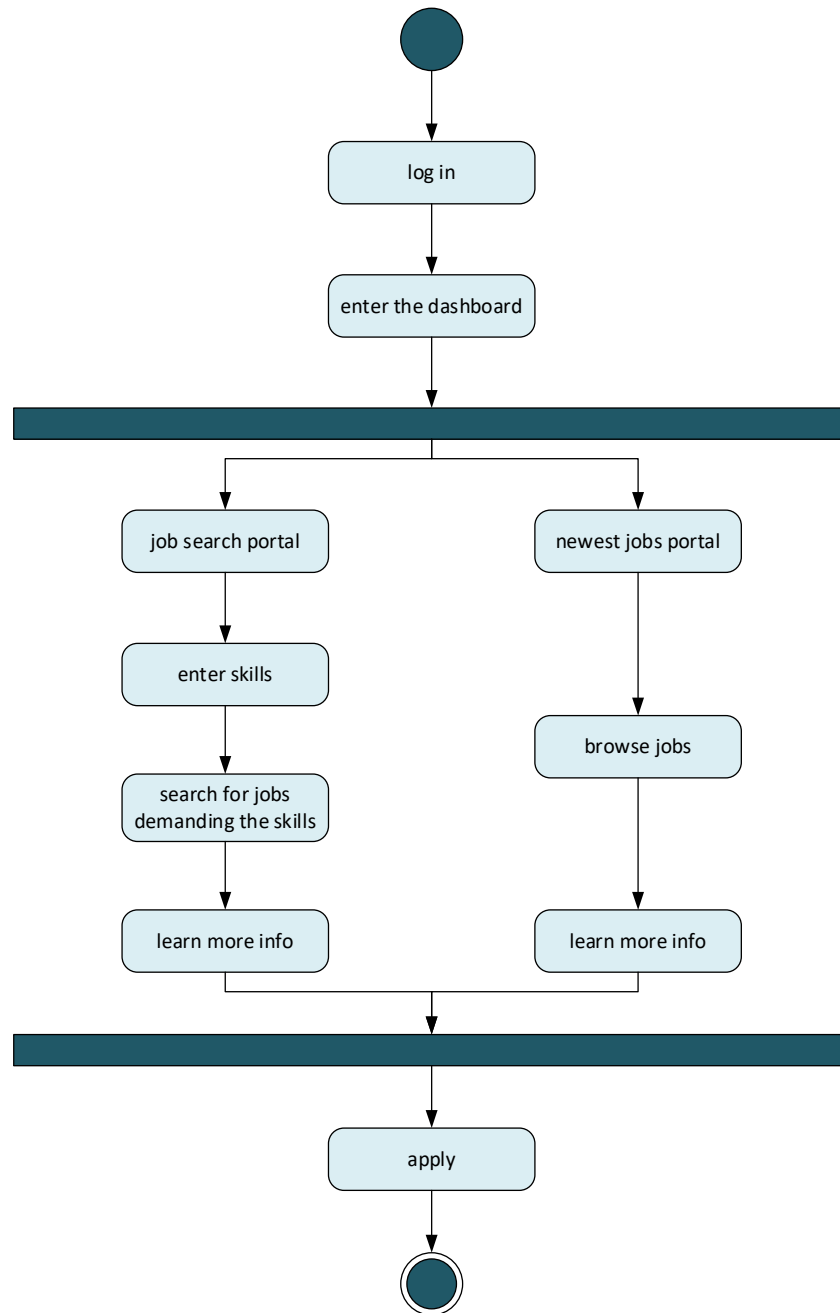 log in
enter the dashboard
job search portal
newest jobs portal
enter skills
browse jobs
search for jobs
demanding the skills
learn more info
learn more info
apply